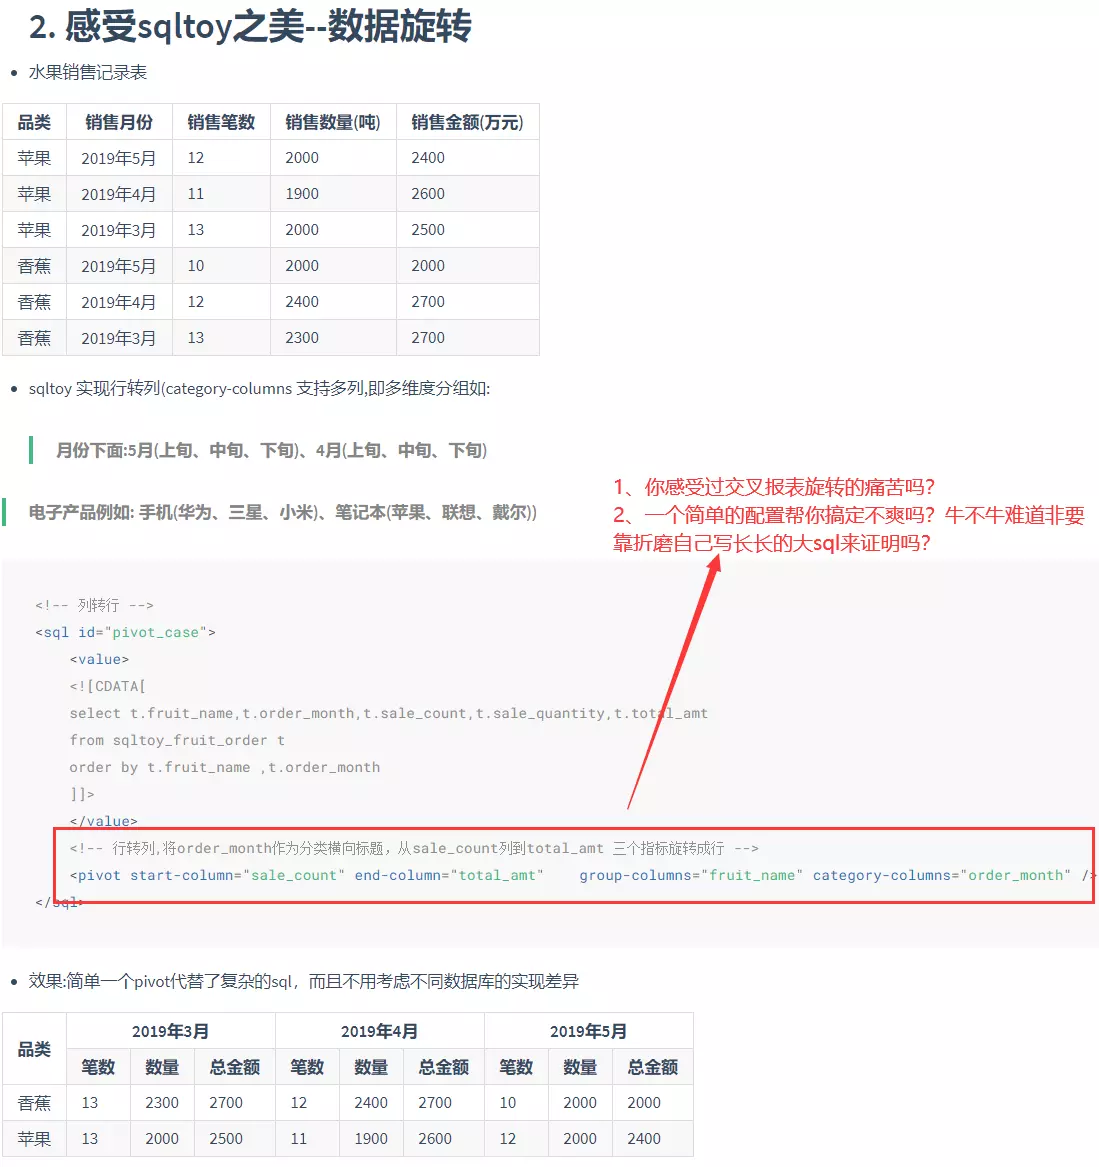 2. 感受sqltoy之美--数据旋转
水果销售记录表
品类 销售月份 销售笔数 销售数量(吨) 销售金额(万元)
苹果 2019年5月 12 2000 2400
苹果 2019年4月 11 1900 2600
苹果 2019年3月 13 2000 2500
香蕉 2019年5月 10 2000 2000
香蕉 2019年4月 12 2400 2700
香蕉 2019年3月 13 2300 2700
sqltoy 实现行转列(category-columns 支持多列,即多维度分组如:
月份下面:5月(上旬、中旬、下旬)、4月(上旬、中旬、下旬)
电子产品例如: 手机(华为、三星、小米)、笔记本(苹果、联想、戴尔))
1、你感受过交叉报表旋转的痛苦吗?
2、一个简单的配置帮你搞定不爽吗? 牛不牛难道非要
靠折磨自己写长长的大sql来证明吗?
<!-- 列转行 -->
<sql id="pivot_case">
<value>
<![CDATA[
select t.fruit_name,t.order_month,t.sale_count,t.sale_quantity,t.total_amt
from sqltoy_fruit_order t
order by t.fruit_name ,t.order_month
]]>
</value>
<!-- 行转列,将order_month作为分类横向标题，从sale_count列到total_amt 三个指标旋转成行 -->
<pivot start-column="sale_count" end-column="total_amt" group-columns="fruit_name" category-columns="order_month" />
</sql>
效果:简单一个pivot代替了复杂的sql，而且不用考虑不同数据库的实现差异
品类 2019年3月 2019年4月 2019年5月
笔数 数量 总金额 笔数 数量 总金额 笔数 数量 总金额
香蕉 13 2300 2700 12 2400 2700 10 2000 2000
苹果 13 2000 2500 11 1900 2600 12 2000 2400